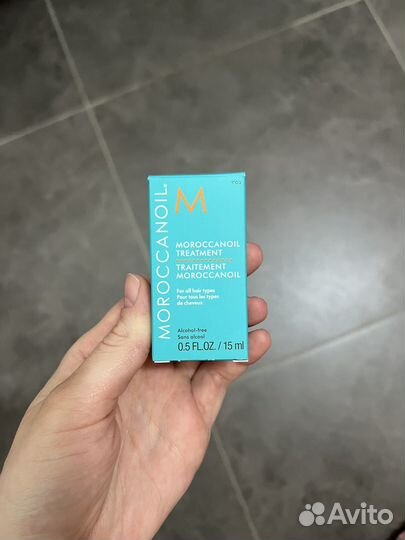 MOROCCANOIL®
M
MOROCCANOIL
TREATMENT
TRAITEMENT
MOROCCANOIL
For all hair types
Pour tous les types
de cheveux
Alcohol-free
Sans alcool
0.5 FL.OZ. / 15 ml
Avito